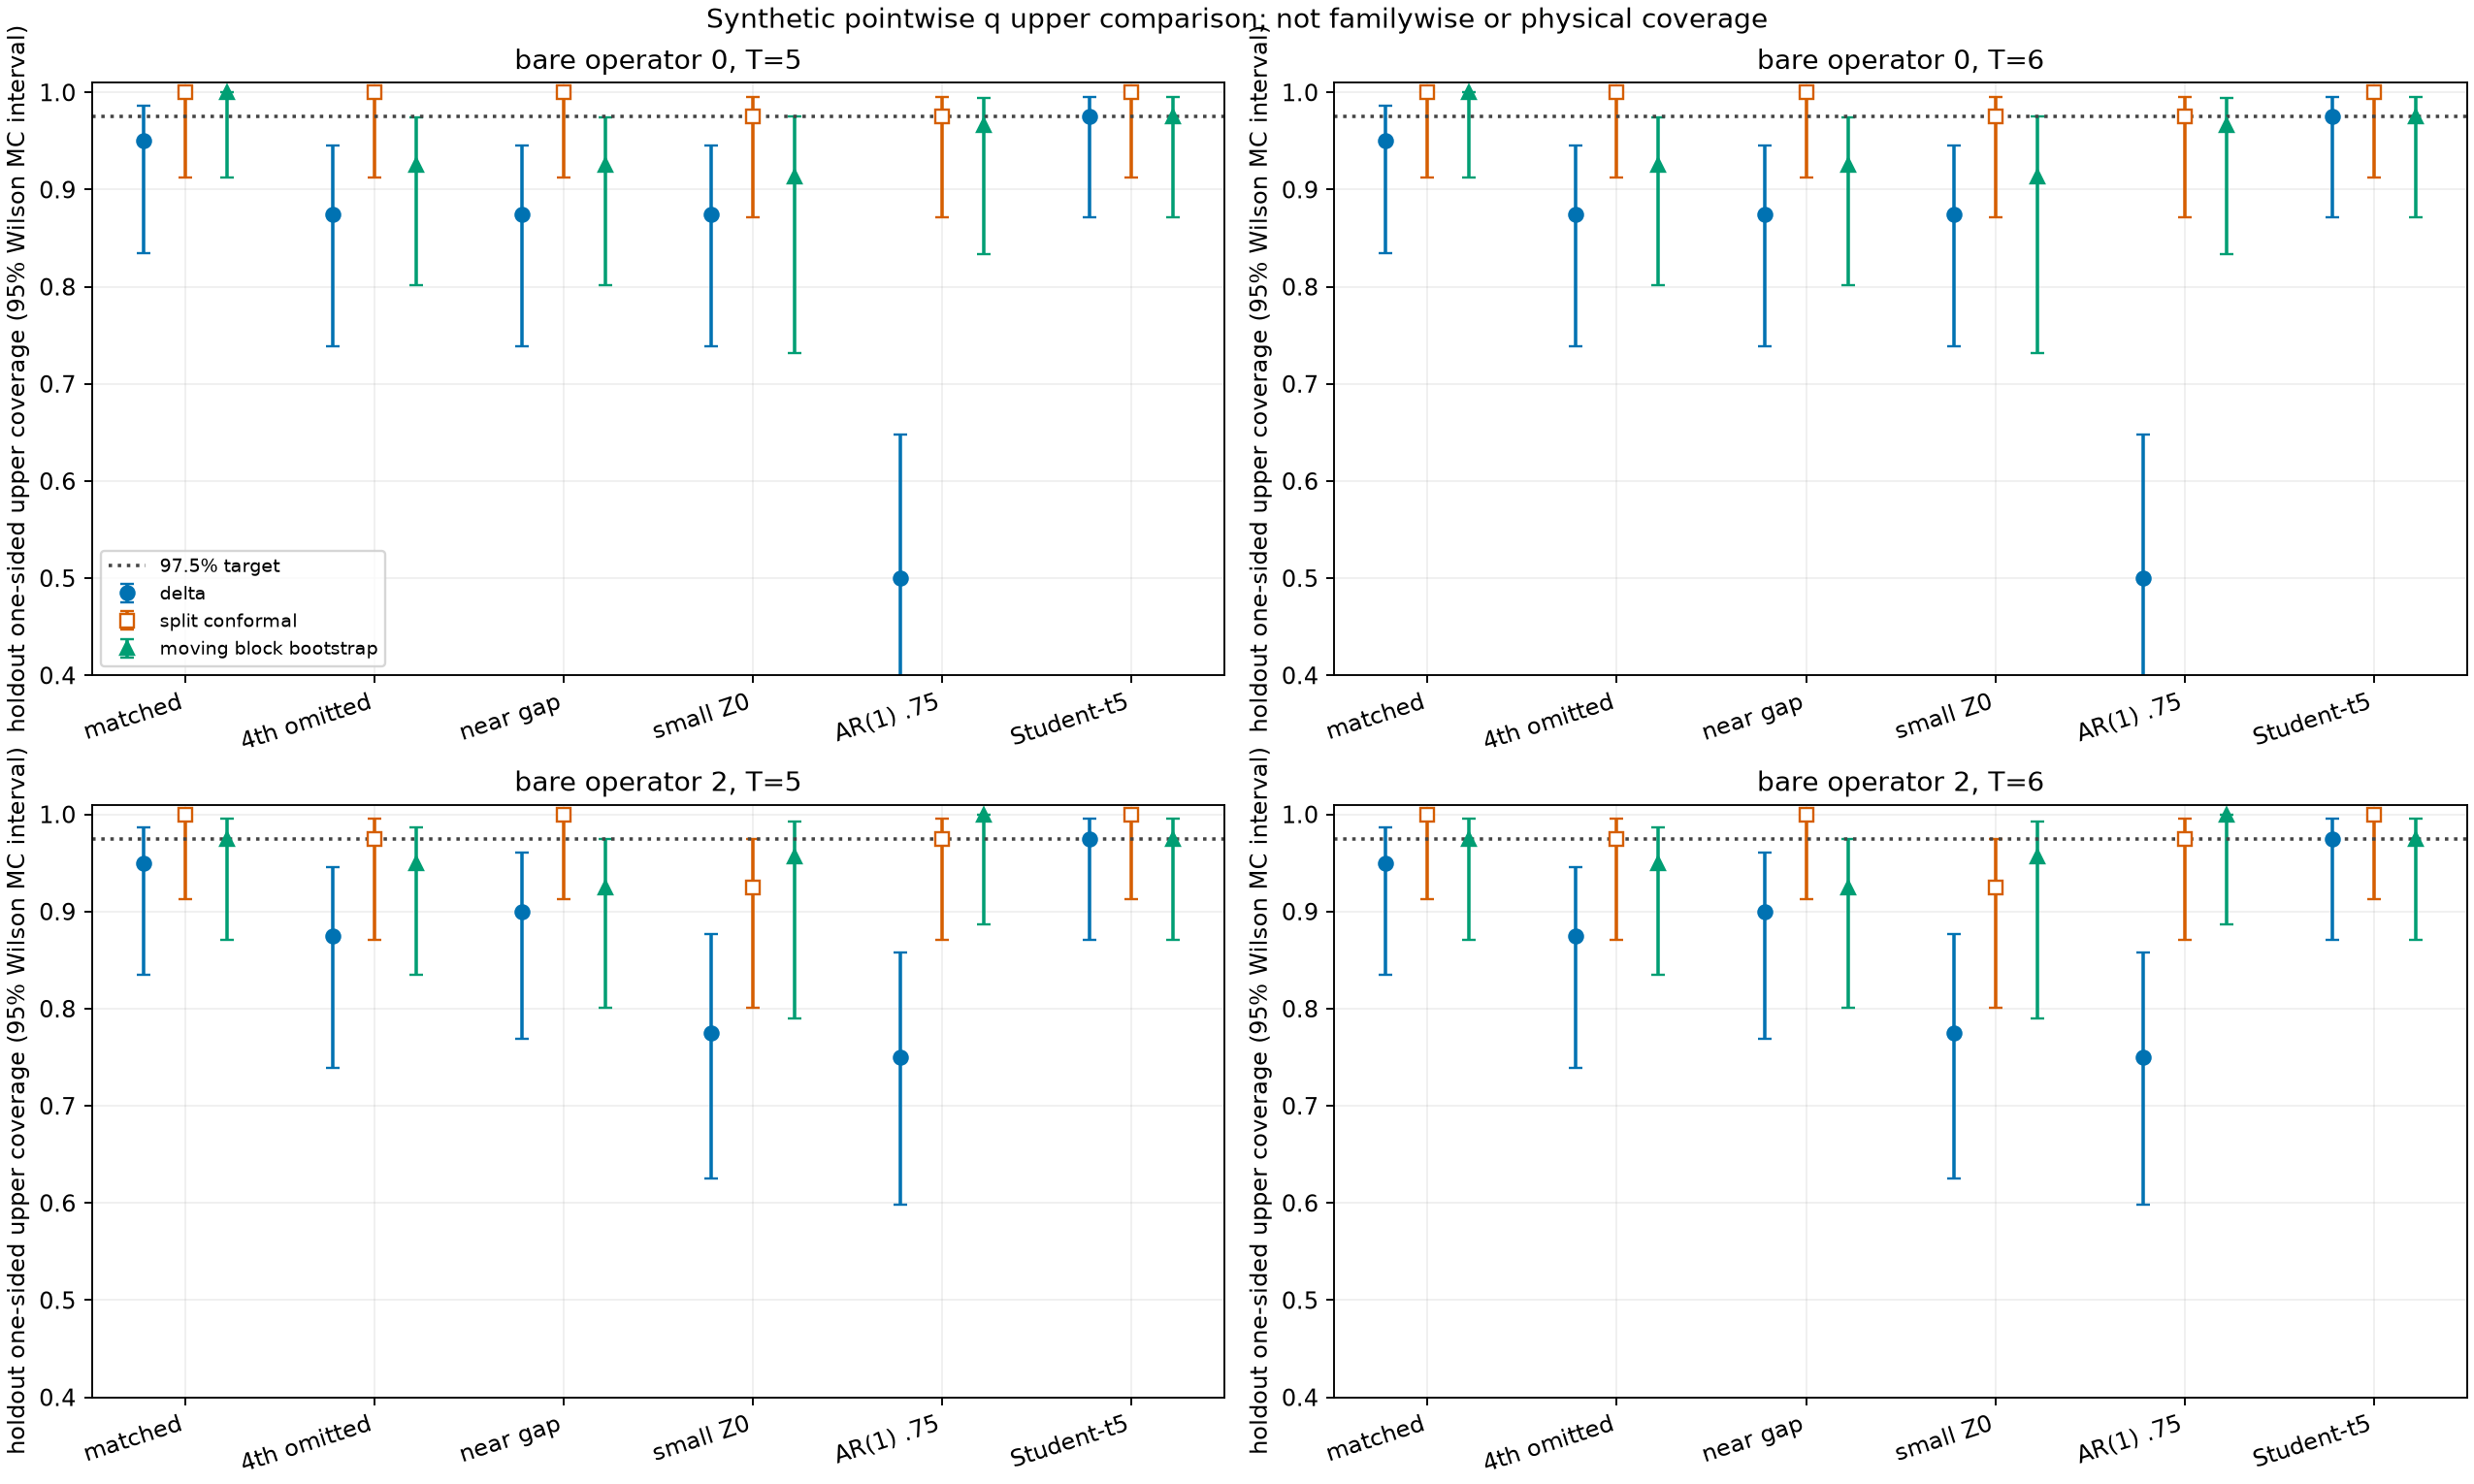 Synthetic pointwise q upper comparison; not familywise or physical coverage
bare operator 0, T=5
holdout one-sided upper coverage (95% Wilson MC interval)
1.0
0.9
0.8
0.7
0.6
0.5
0.4
97.5% target
delta
split conformal
moving block bootstrap
matched
4th omitted
near gap
small Z0
AR(1) .75
Student-t5
bare operator 0, T=6
holdout one-sided upper coverage (95% Wilson MC interval)
1.0
0.9
0.8
0.7
0.6
0.5
0.4
matched
4th omitted
near gap
small Z0
AR(1) .75
Student-t5
bare operator 2, T=5
holdout one-sided upper coverage (95% Wilson MC interval)
1.0
0.9
0.8
0.7
0.6
0.5
0.4
matched
4th omitted
near gap
small Z0
AR(1) .75
Student-t5
bare operator 2, T=6
holdout one-sided upper coverage (95% Wilson MC interval)
1.0
0.9
0.8
0.7
0.6
0.5
0.4
matched
4th omitted
near gap
small Z0
AR(1) .75
Student-t5